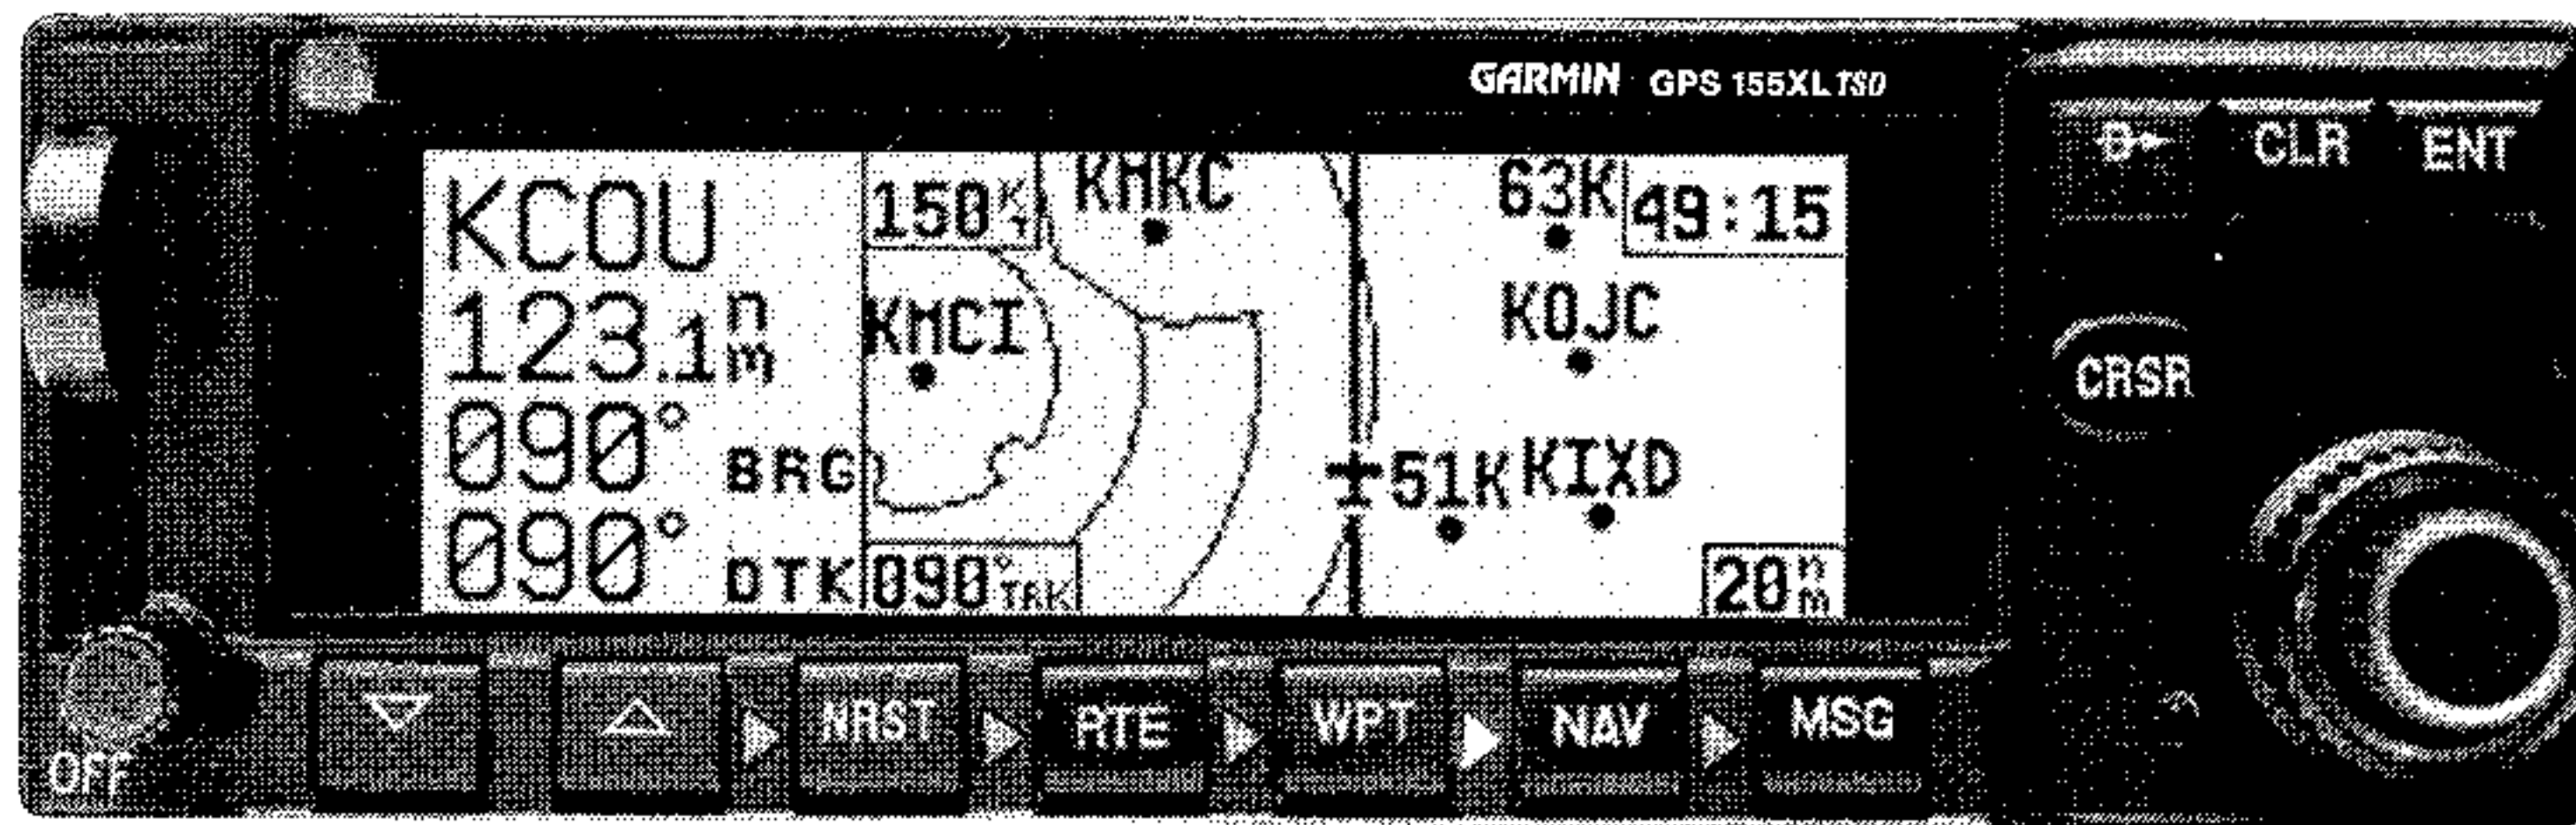 GARMIN GPS 155XL TSO
KCOU
123.1 nm
090° BRG
090° DTK
150 KT
KMKC
63K
49:15
KMCI
KOJC
51K
KIXD
090° TRK
20 nm
D
CLR
ENT
CRSR
OFF
NRST
RTE
WPT
NAV
MSG